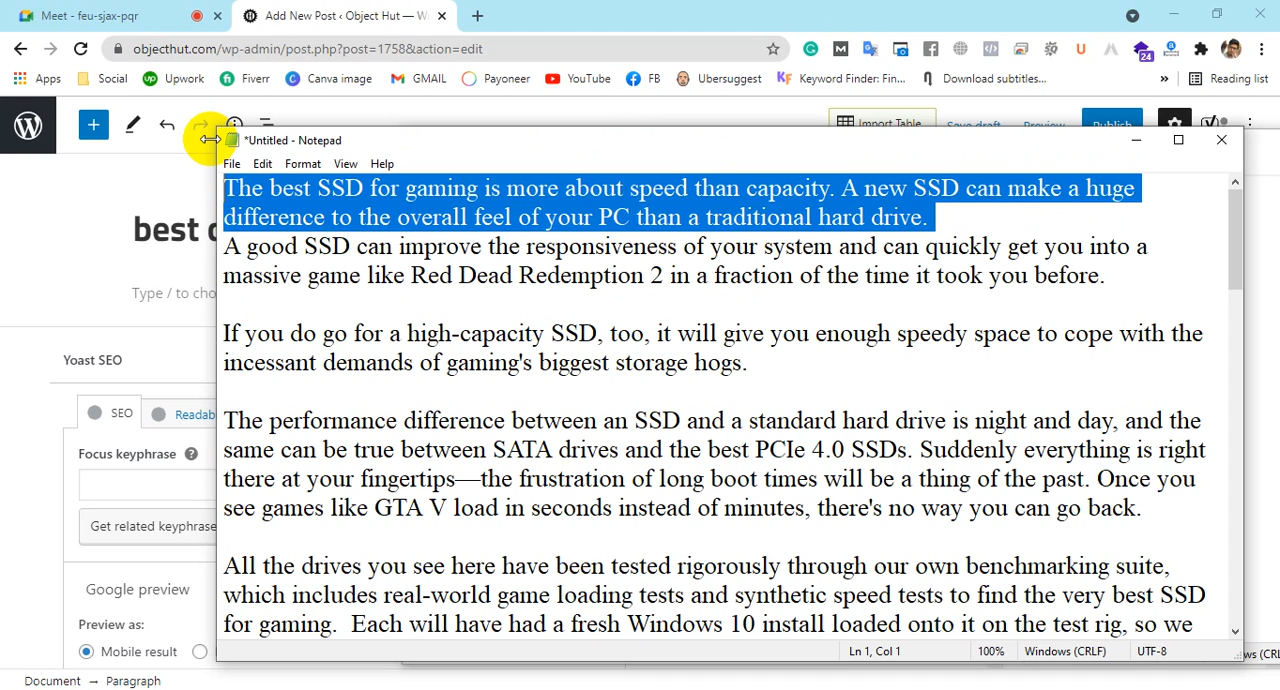 Meet - feu-sjax-pqr
Add New Post ‹ Object Hut — W
objecthut.com/wp-admin/post.php?post=1758&action=edit
24
Apps
Social
Upwork
Fiverr
Canva image
GMAIL
Payoneer
YouTube
FB
Ubersuggest
Keyword Finder: Fin...
Download subtitles...
»
Reading list
Import Table
Save draft
Preview
Publish
*Untitled - Notepad
File Edit Format View Help
The best SSD for gaming is more about speed than capacity. A new SSD can make a huge
difference to the overall feel of your PC than a traditional hard drive.
A good SSD can improve the responsiveness of your system and can quickly get you into a
massive game like Red Dead Redemption 2 in a fraction of the time it took you before.
If you do go for a high-capacity SSD, too, it will give you enough speedy space to cope with the
incessant demands of gaming's biggest storage hogs.
The performance difference between an SSD and a standard hard drive is night and day, and the
same can be true between SATA drives and the best PCIe 4.0 SSDs. Suddenly everything is right
there at your fingertips—the frustration of long boot times will be a thing of the past. Once you
see games like GTA V load in seconds instead of minutes, there's no way you can go back.
All the drives you see here have been tested rigorously through our own benchmarking suite,
which includes real-world game loading tests and synthetic speed tests to find the very best SSD
for gaming.  Each will have had a fresh Windows 10 install loaded onto it on the test rig, so we
Ln 1, Col 1
100%
Windows (CRLF)
UTF-8
best
Type / to cho
Yoast SEO
SEO
Readab
Focus keyphrase
Get related keyphrase
Google preview
Preview as:
Mobile result
Document → Paragraph